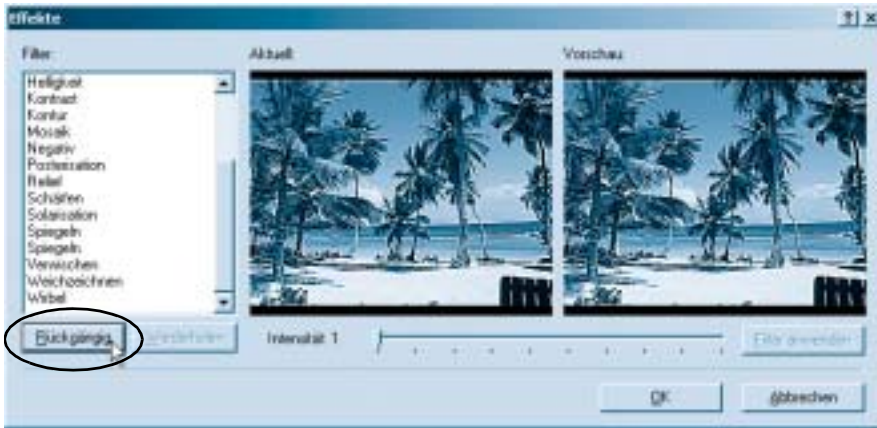 Effekte
Filter:
Aktuell:
Vorschau:
Helligkeit
Kontrast
Kontur
Mosaik
Negativ
Posterisation
Relief
Schärfen
Solarisation
Spiegeln
Spiegeln
Verwischen
Weichzeichnen
Wirbel
Rückgängig
Wiederholen
Intensität: 1
Filter anwenden
OK
Abbrechen